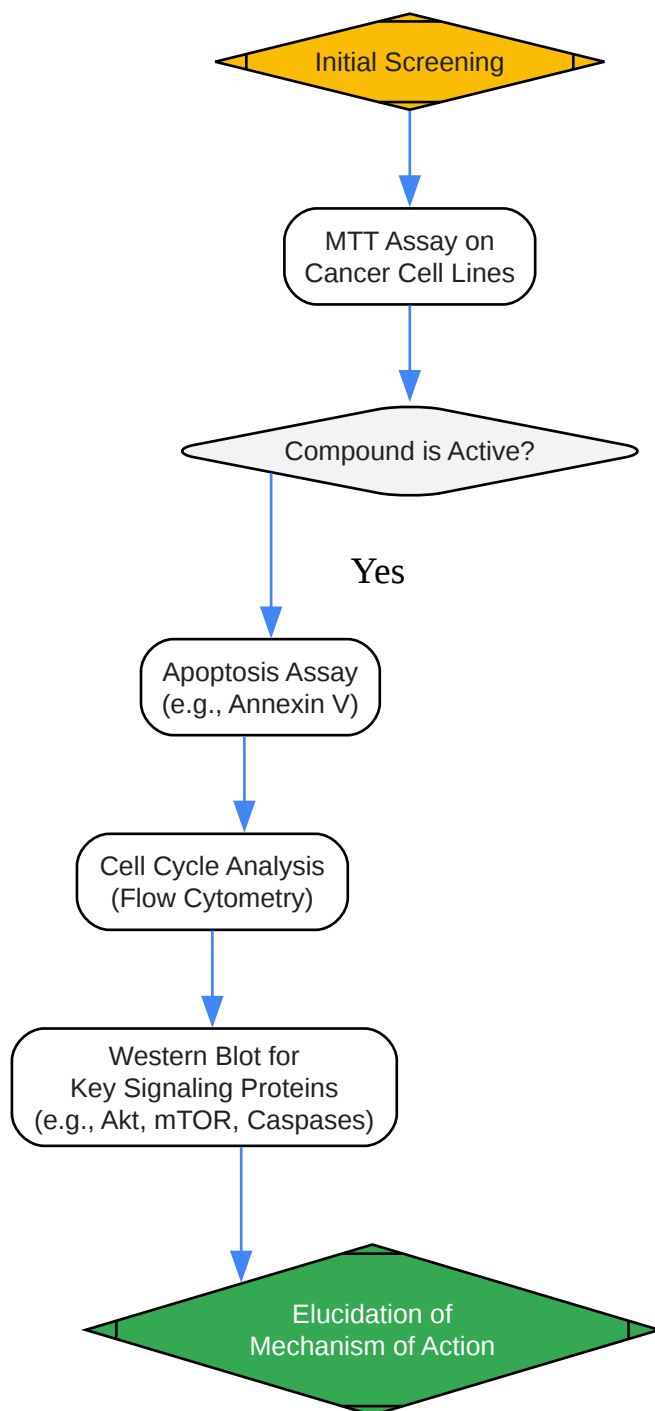 Initial Screening
MTT Assay on
Cancer Cell Lines
Compound is Active?
Yes
Apoptosis Assay
(e.g., Annexin V)
Cell Cycle Analysis
(Flow Cytometry)
Western Blot for
Key Signaling Proteins
(e.g., Akt, mTOR, Caspases)
Elucidation of
Mechanism of Action